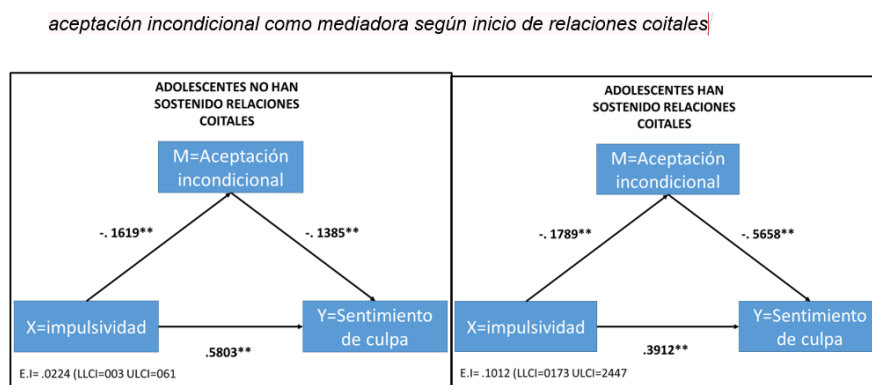 aceptación incondicional como mediadora según inicio de relaciones coitales
ADOLESCENTES NO HAN
SOSTENIDO RELACIONES
COITALES
M=Aceptación
incondicional
-. 1619**
-. 1385**
X=impulsividad
.5803**
Y=Sentimiento
de culpa
E.I= .0224 (LLCI=003 ULCI=061
ADOLESCENTES HAN
SOSTENIDO RELACIONES
COITALES
M=Aceptación
incondicional
-. 1789**
-. 5658**
X=impulsividad
.3912**
Y=Sentimiento
de culpa
E.I= .1012 (LLCI=0173 ULCI=2447